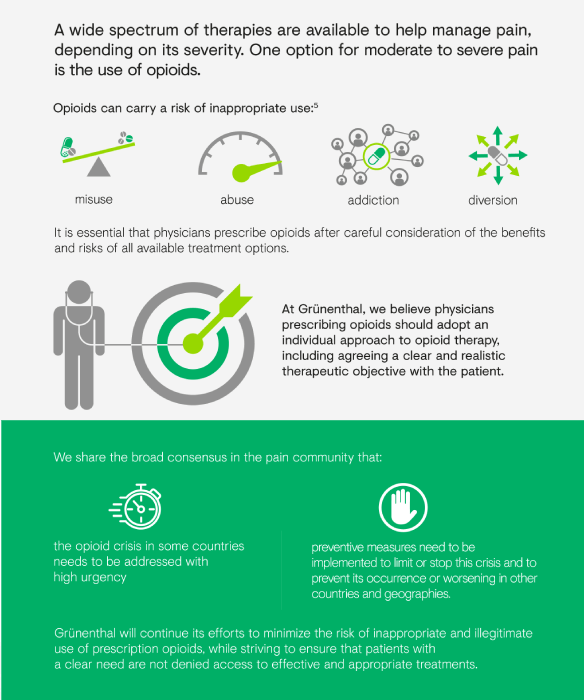 A wide spectrum of therapies are available to help manage pain,
depending on its severity. One option for moderate to severe pain
is the use of opioids.
Opioids can carry a risk of inappropriate use:⁵
misuse
abuse
addiction
diversion
It is essential that physicians prescribe opioids after careful consideration of the benefits
and risks of all available treatment options.
At Grünenthal, we believe physicians
prescribing opioids should adopt an
individual approach to opioid therapy,
including agreeing a clear and realistic
therapeutic objective with the patient.
We share the broad consensus in the pain community that:
the opioid crisis in some countries
needs to be addressed with
high urgency
preventive measures need to be
implemented to limit or stop this crisis and to
prevent its occurrence or worsening in other
countries and geographies.
Grünenthal will continue its efforts to minimize the risk of inappropriate and illegitimate
use of prescription opioids, while striving to ensure that patients with
a clear need are not denied access to effective and appropriate treatments.